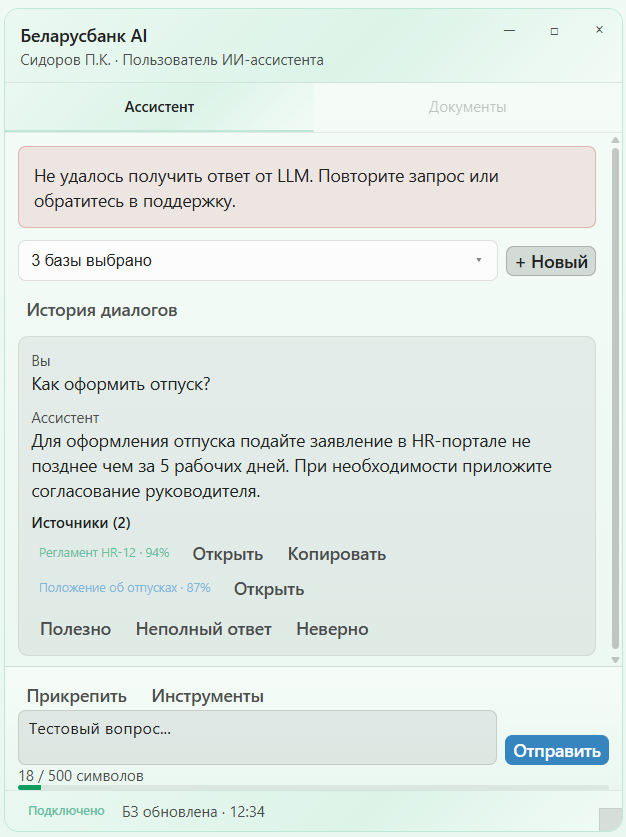 Беларусбанк AI
Сидоров П.К. · Пользователь ИИ-ассистента
Ассистент
Документы
Не удалось получить ответ от LLM. Повторите запрос или
обратитесь в поддержку.
3 базы выбрано
+ Новый
История диалогов
Вы
Как оформить отпуск?
Ассистент
Для оформления отпуска подайте заявление в HR-портале не
позднее чем за 5 рабочих дней. При необходимости приложите
согласование руководителя.
Источники (2)
Регламент HR-12 · 94% Открыть Копировать
Положение об отпусках · 87% Открыть
Полезно Неполный ответ Неверно
Прикрепить Инструменты
Тестовый вопрос...
Отправить
18 / 500 символов
Подключено БЗ обновлена · 12:34